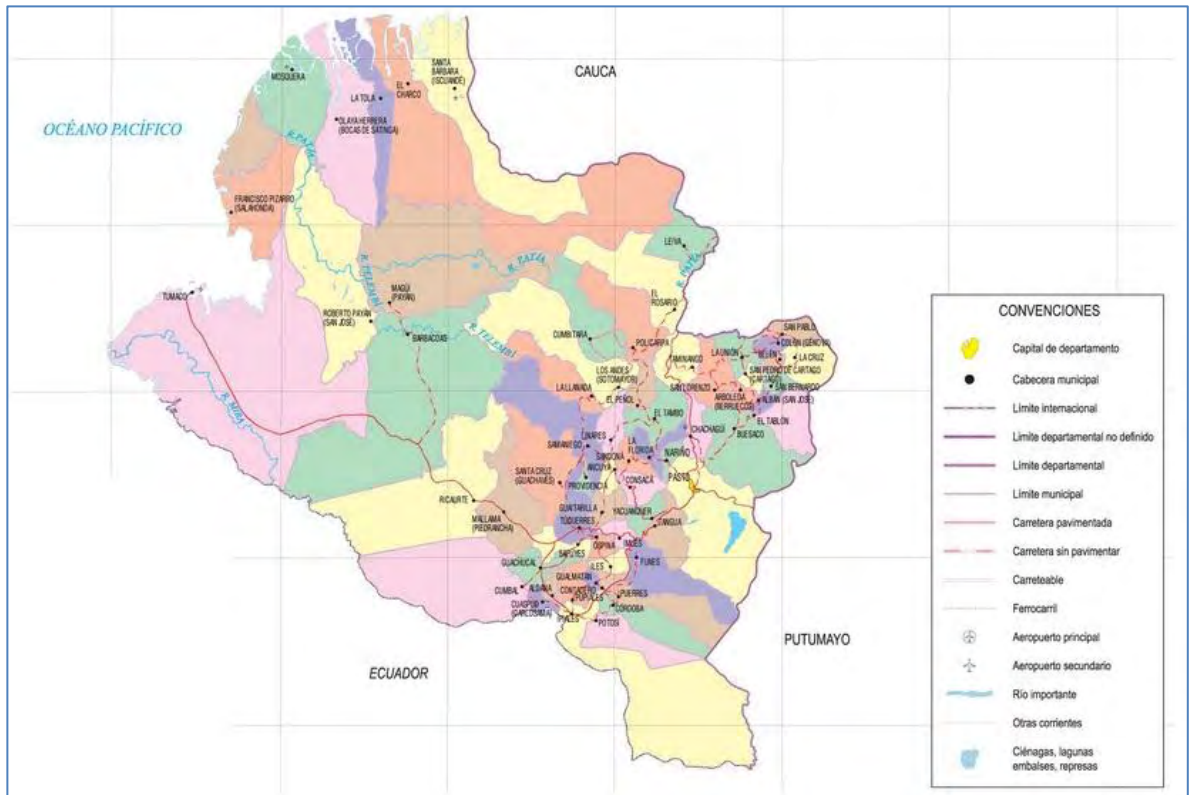 CAUCA
OCÉANO PACÍFICO
MOSQUERA
LA TOLA
EL
CHARCO
SANTA
BÁRBARA
(ISCUANDÉ)
OLAYA HERRERA
(BOCAS DE SATINGA)
R. PATÍA
FRANCISCO PIZARRO
(SALAHONDA)
TUMACO
R. TELEMBÍ
R. PATÍA
MAGÜÍ
(PAYÁN)
ROBERTO PAYÁN
(SAN JOSÉ)
BARBACOAS
R. TELEMBÍ
R. MIRA
LEIVA
R. PATÍA
EL
ROSARIO
CUMBITARA
POLICARPA
TAMINANGO
LA UNIÓN
SAN PABLO
COLÓN (GÉNOVA)
BELÉN
LA CRUZ
SAN PEDRO DE CARTAGO
(CARTAGO)
SAN BERNARDO
ALBÁN (SAN JOSÉ)
LOS ANDES
(SOTOMAYOR)
LA LLANADA
EL PEÑOL
SAN LORENZO
ARBOLEDA
(BERRUECOS)
EL TABLÓN
EL TAMBO
CHACHAGÜÍ
BUESACO
LINARES
SAMANIEGO
SANDONÁ
LA
FLORIDA
NARIÑO
ANCUYA
PASTO
SANTA CRUZ
(GUACHAVÉS)
PROVIDENCIA
CONSACÁ
RICAURTE
MALLAMA
(PIEDRANCHA)
GUAITARILLA
YACUANQUER
TÚQUERRES
TANGUA
OSPINA
IMUÉS
SAPUYES
GUACHUCAL
ILES
FUNES
GUALMATÁN
CUMBAL
ALDANA
CONTADERO
PUPIALES
PUERRES
CUASPUD
(CARLOSAMA)
CÓRDOBA
IPIALES
POTOSÍ
ECUADOR
PUTUMAYO
CONVENCIONES
Capital de departamento
Cabecera municipal
Límite internacional
Límite departamental no definido
Límite departamental
Límite municipal
Carretera pavimentada
Carretera sin pavimentar
Carreteable
Ferrocarril
Aeropuerto principal
Aeropuerto secundario
Río importante
Otras corrientes
Ciénagas, lagunas
embalses, represas